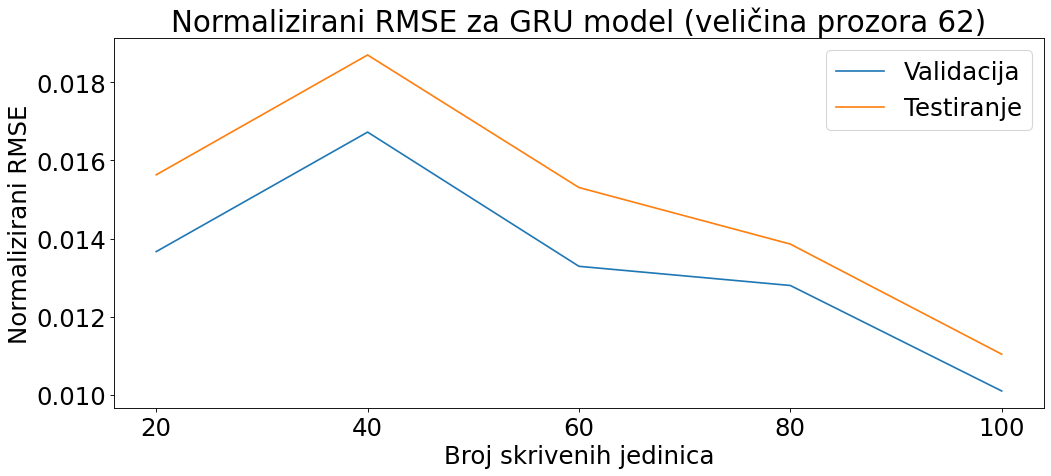 Normalizirani RMSE za GRU model (veličina prozora 62)
Validacija
Testiranje
Normalizirani RMSE
0.018
0.016
0.014
0.012
0.010
20 40 60 80 100
Broj skrivenih jedinica